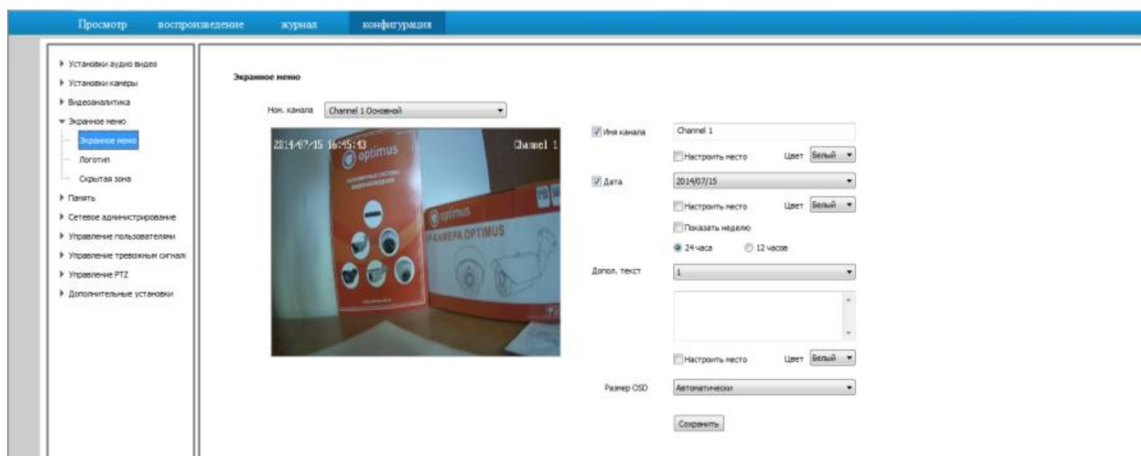 Просмотр воспроизведение журнал конфигурация
Установки аудио видео
Установки камеры
Видеоаналитика
Экранное меню
Экранное меню
Логотип
Скрытая зона
Память
Сетевое администрирование
Управление пользователями
Управление тревожным сигнало
Управление PTZ
Дополнительные установки
Экранное меню
Ном. канала Channel 1 Основной
2014/07/15 16:45:43 Channel 1
optimus
ВИДЕОНАБЛЮДЕНИЯ
optimus
IP-КАМЕРА OPTIMUS
Имя канала Channel 1
Настроить место Цвет Белый
Дата 2014/07/15
Настроить место Цвет Белый
Показать неделю
24 часа 12 часов
Допол. текст 1
Настроить место Цвет Белый
Размер OSD Автоматически
Сохранить